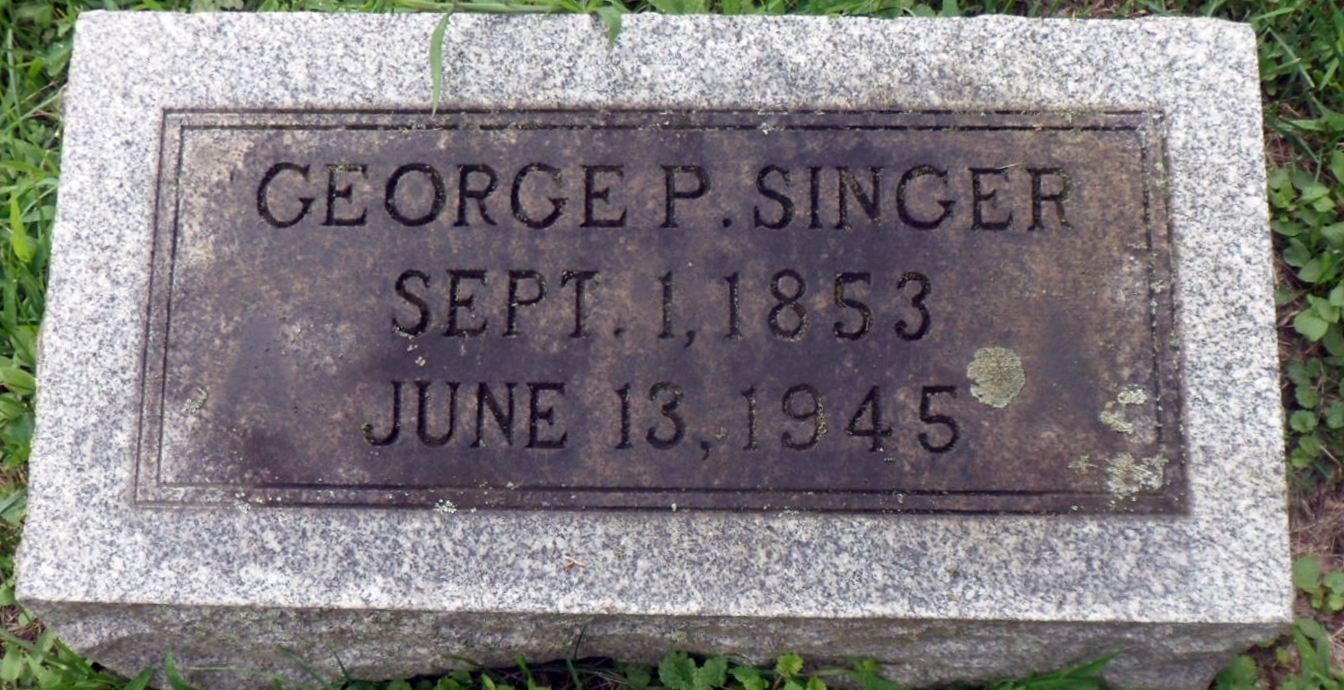 GEORGE P. SINGER
SEPT. 1, 1853
JUNE 13, 1945